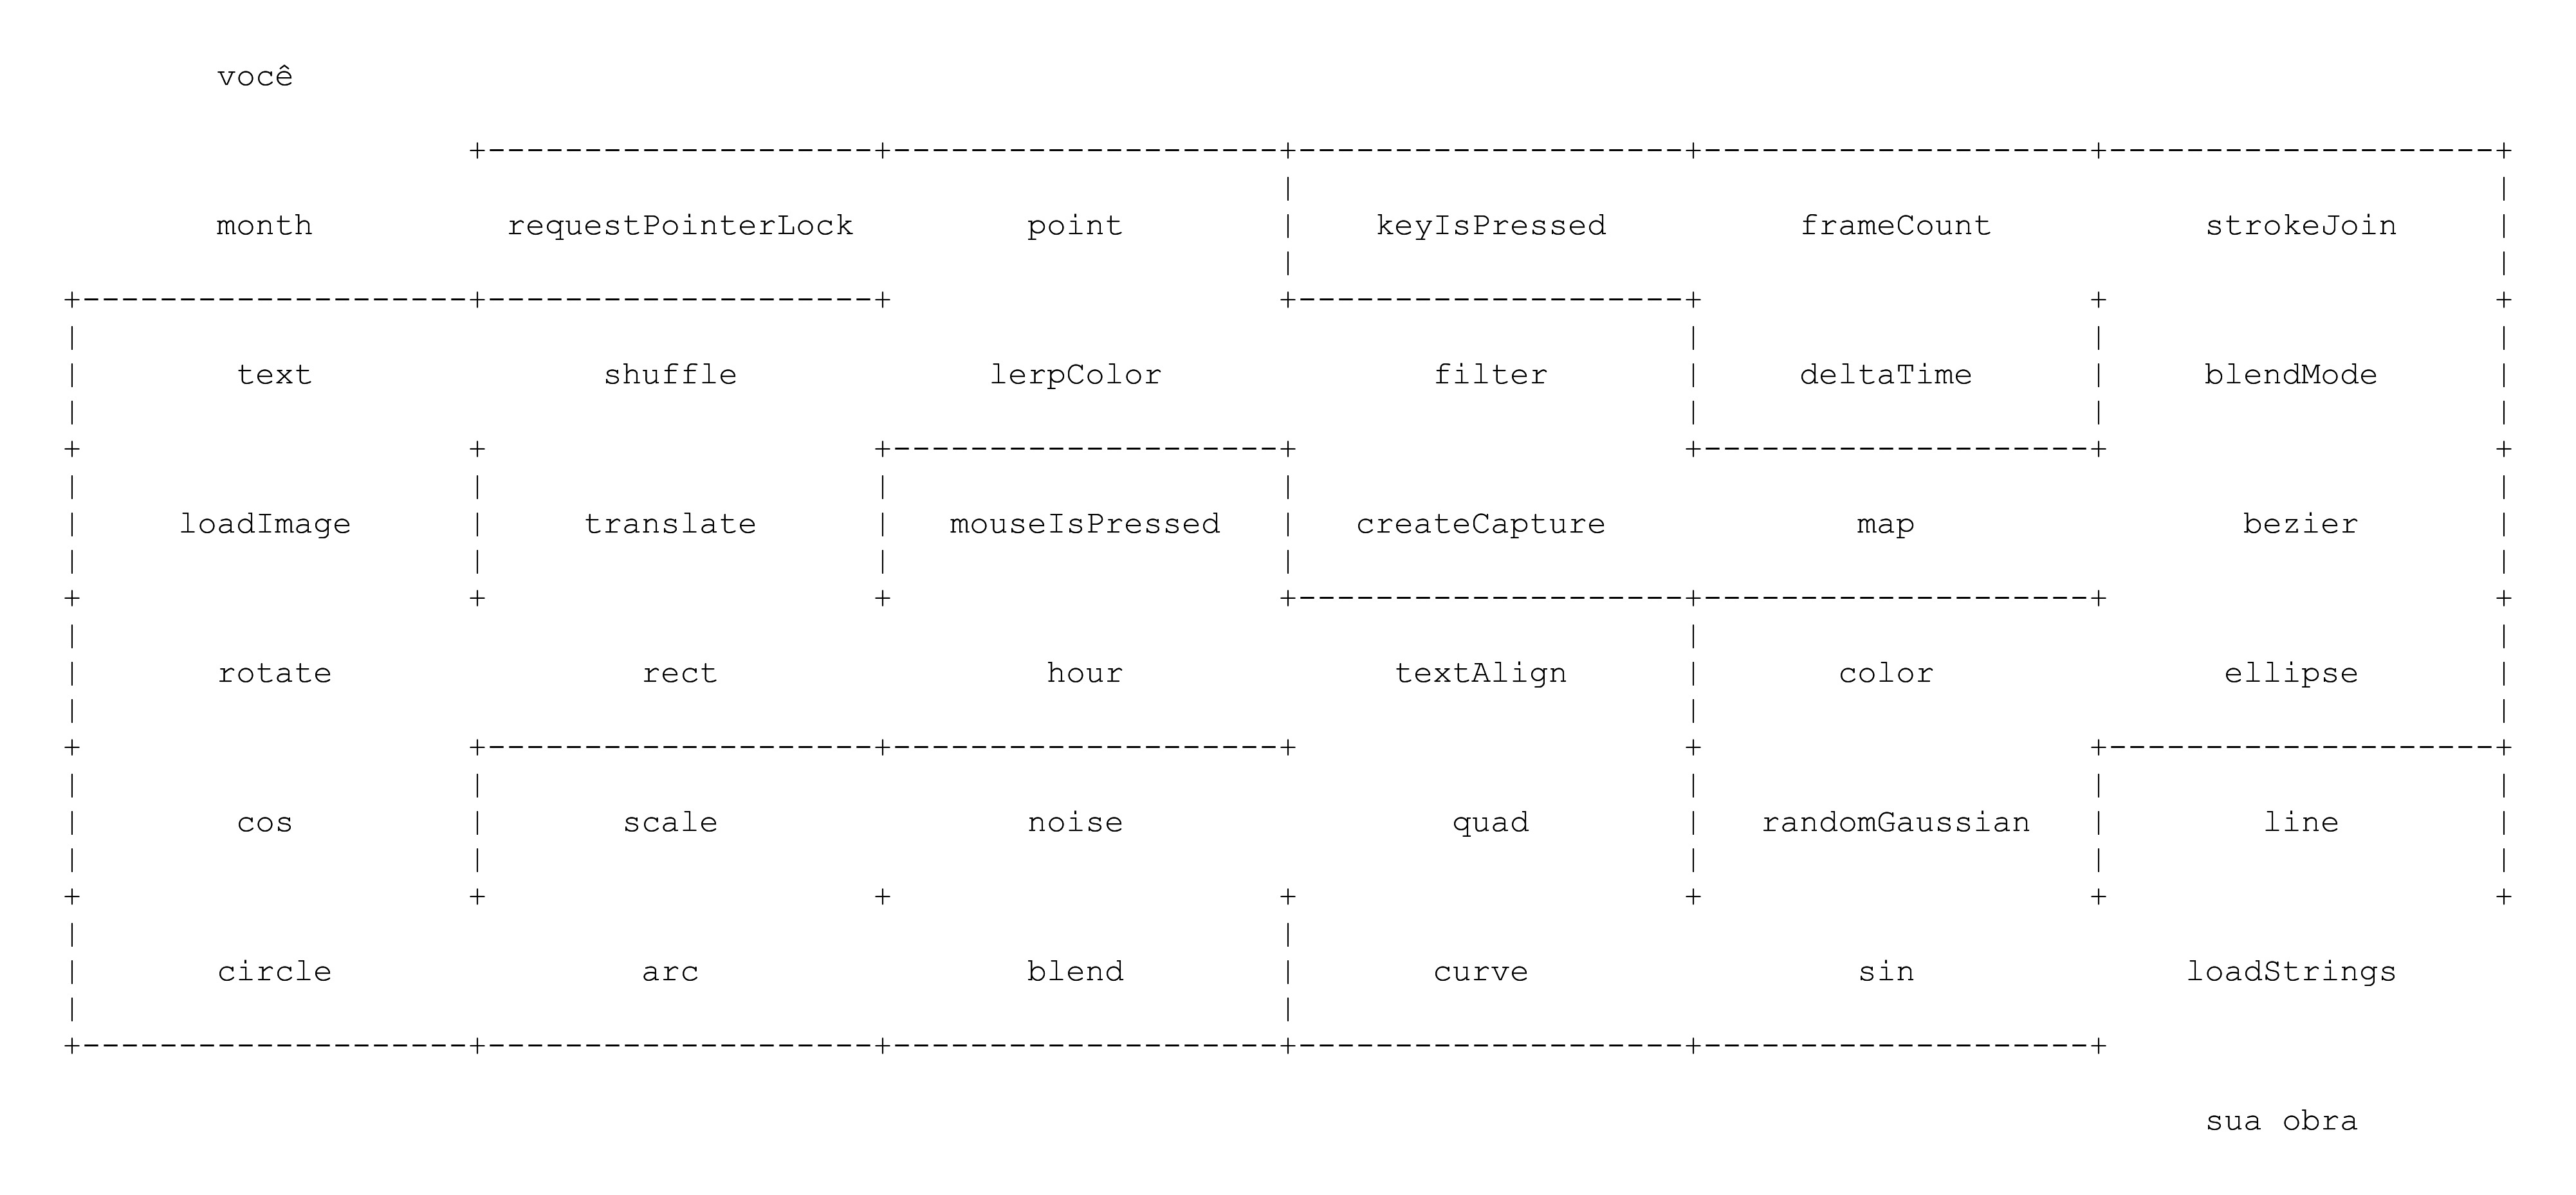 você
month requestPointerLock point keyIsPressed frameCount strokeJoin
text shuffle lerpColor filter deltaTime blendMode
loadImage translate mouseIsPressed createCapture map bezier
rotate rect hour textAlign color ellipse
cos scale noise quad randomGaussian line
circle arc blend curve sin loadStrings
sua obra